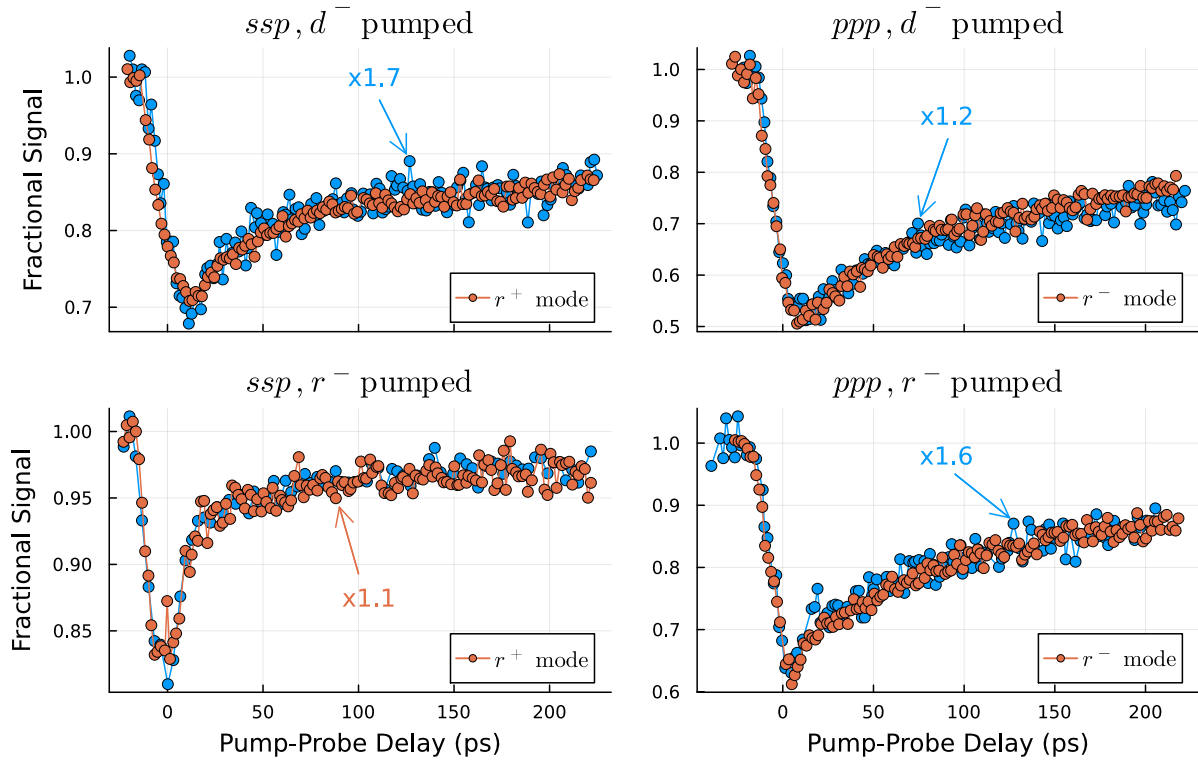 ssp, d⁻ pumped
ppp, d⁻ pumped
Fractional Signal
1.0
0.9
0.8
0.7
x1.7
r⁺ mode
1.0
0.9
0.8
0.7
0.6
0.5
x1.2
r⁻ mode
0 50 100 150 200
0 50 100 150 200
ssp, r⁻ pumped
ppp, r⁻ pumped
Fractional Signal
1.00
0.95
0.90
0.85
x1.1
r⁺ mode
1.0
0.9
0.8
0.7
0.6
x1.6
r⁻ mode
Pump-Probe Delay (ps)
Pump-Probe Delay (ps)